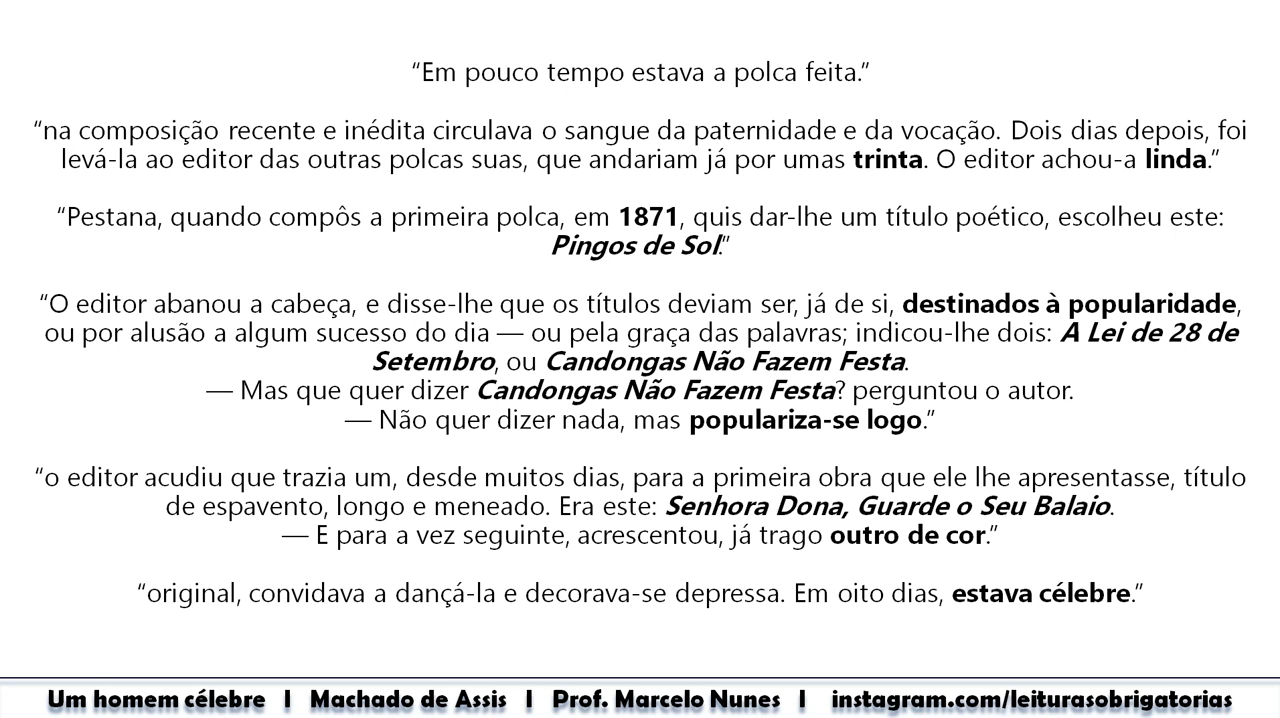 “Em pouco tempo estava a polca feita.”
“na composição recente e inédita circulava o sangue da paternidade e da vocação. Dois dias depois, foi
levá-la ao editor das outras polcas suas, que andariam já por umas trinta. O editor achou-a linda.”
“Pestana, quando compôs a primeira polca, em 1871, quis dar-lhe um título poético, escolheu este:
Pingos de Sol.”
“O editor abanou a cabeça, e disse-lhe que os títulos deviam ser, já de si, destinados à popularidade,
ou por alusão a algum sucesso do dia — ou pela graça das palavras; indicou-lhe dois: A Lei de 28 de
Setembro, ou Candongas Não Fazem Festa.
— Mas que quer dizer Candongas Não Fazem Festa? perguntou o autor.
— Não quer dizer nada, mas populariza-se logo.”
“o editor acudiu que trazia um, desde muitos dias, para a primeira obra que ele lhe apresentasse, título
de espavento, longo e meneado. Era este: Senhora Dona, Guarde o Seu Balaio.
— E para a vez seguinte, acrescentou, já trago outro de cor.”
“original, convidava a dançá-la e decorava-se depressa. Em oito dias, estava célebre.”
Um homem célebre I Machado de Assis I Prof. Marcelo Nunes I instagram.com/leiturasobrigatorias